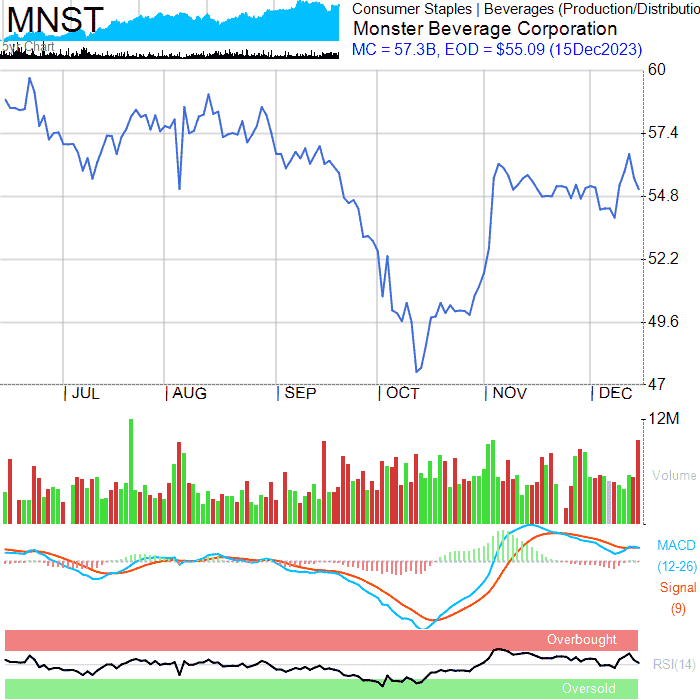 MNST
Consumer Staples | Beverages (Production/Distributio
Monster Beverage Corporation
MC = 57.3B, EOD = $55.09 (15Dec2023)
60
57.4
54.8
52.2
49.6
47
| JUL | AUG | SEP | OCT | NOV | DEC
12M
Volume
MACD
(12-26)
Signal
(9)
Overbought
RSI(14)
Oversold